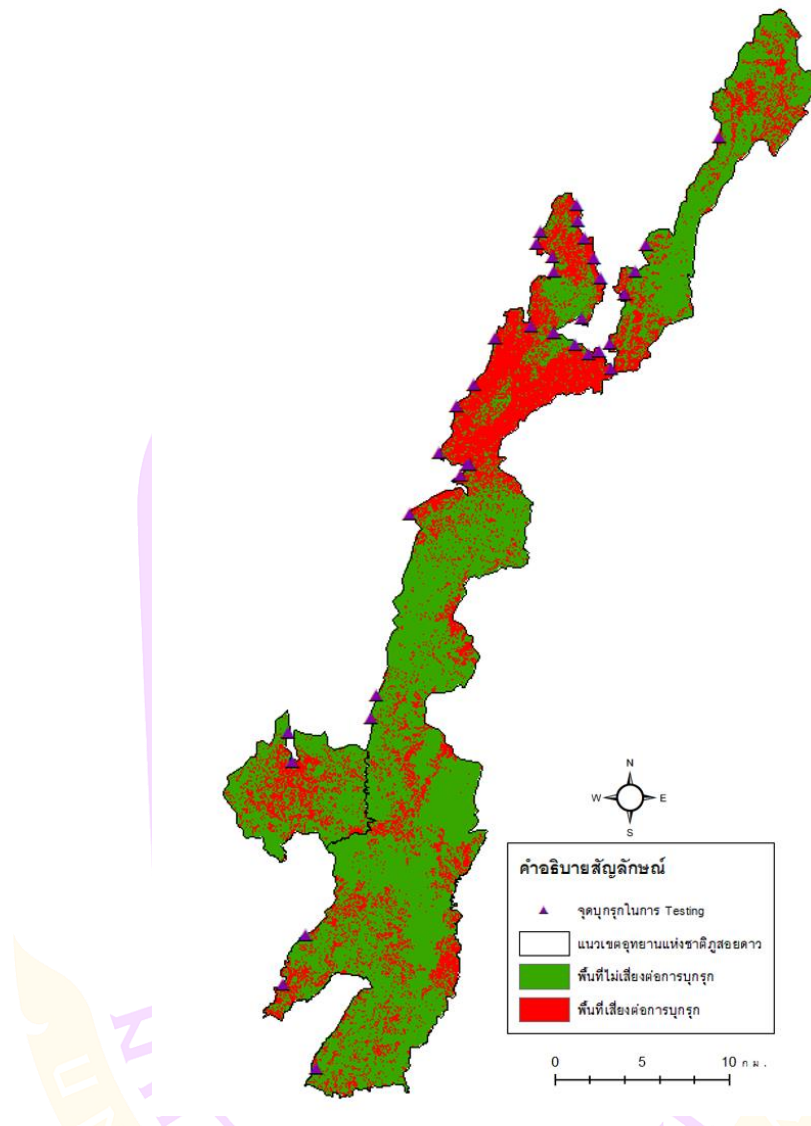 N
W E
S
คำอธิบายสัญลักษณ์
จุดบุกรุกในการ Testing
แนวเขตอุทยานแห่งชาติภูสอยดาว
พื้นที่ไม่เสี่ยงต่อการบุกรุก
พื้นที่เสี่ยงต่อการบุกรุก
0 5 10 ก ม .